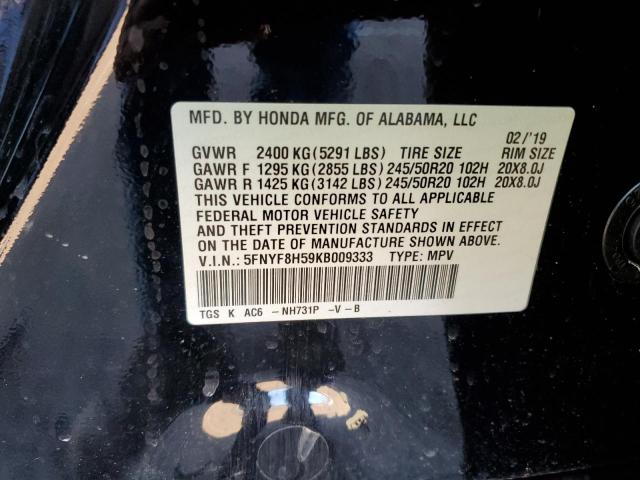 MFD. BY HONDA MFG. OF ALABAMA, LLC
02/'19
GVWR 2400 KG(5291 LBS) TIRE SIZE RIM SIZE
GAWR F 1295 KG(2855 LBS) 245/50R20 102H 20X8.0J
GAWR R 1425 KG(3142 LBS) 245/50R20 102H 20X8.0J
THIS VEHICLE CONFORMS TO ALL APPLICABLE
FEDERAL MOTOR VEHICLE SAFETY
AND THEFT PREVENTION STANDARDS IN EFFECT
ON THE DATE OF MANUFACTURE SHOWN ABOVE.
V.I.N.: 5FNYF8H59KB009333 TYPE: MPV
TGS K AC6 - NH731P -V-B